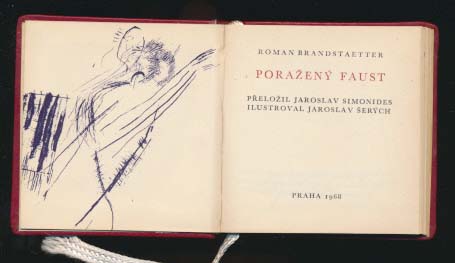 ROMAN BRANDSTAETTER
PORAŽENÝ FAUST
PŘELOŽIL JAROSLAV SIMONIDES
ILUSTROVAL JAROSLAV ŠERÝCH
PRAHA 1968